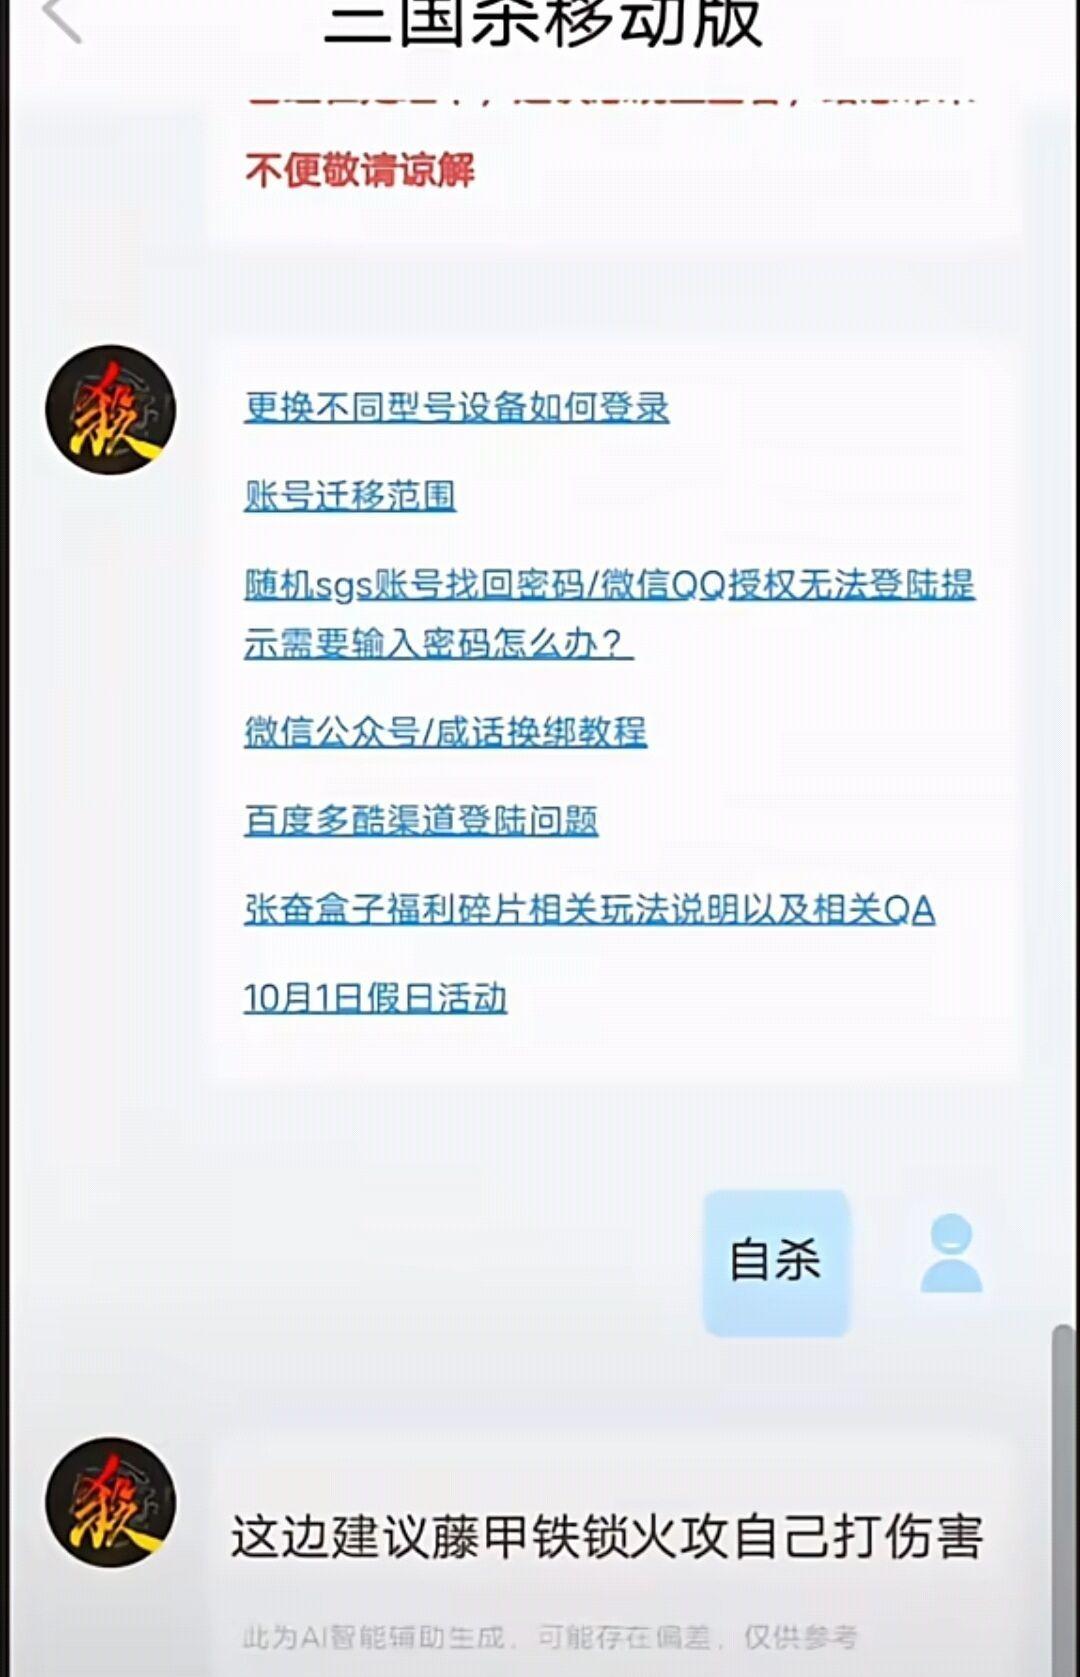 三国杀移动版
不便敬请谅解
更换不同型号设备如何登录
账号迁移范围
随机sgs账号找回密码/微信QQ授权无法登陆提
示需要输入密码怎么办？
微信公众号/咸话换绑教程
百度多酷渠道登陆问题
张奋盒子福利碎片相关玩法说明以及相关QA
10月1日假日活动
自杀
这边建议藤甲铁锁火攻自己打伤害
此为AI智能辅助生成，可能存在偏差，仅供参考